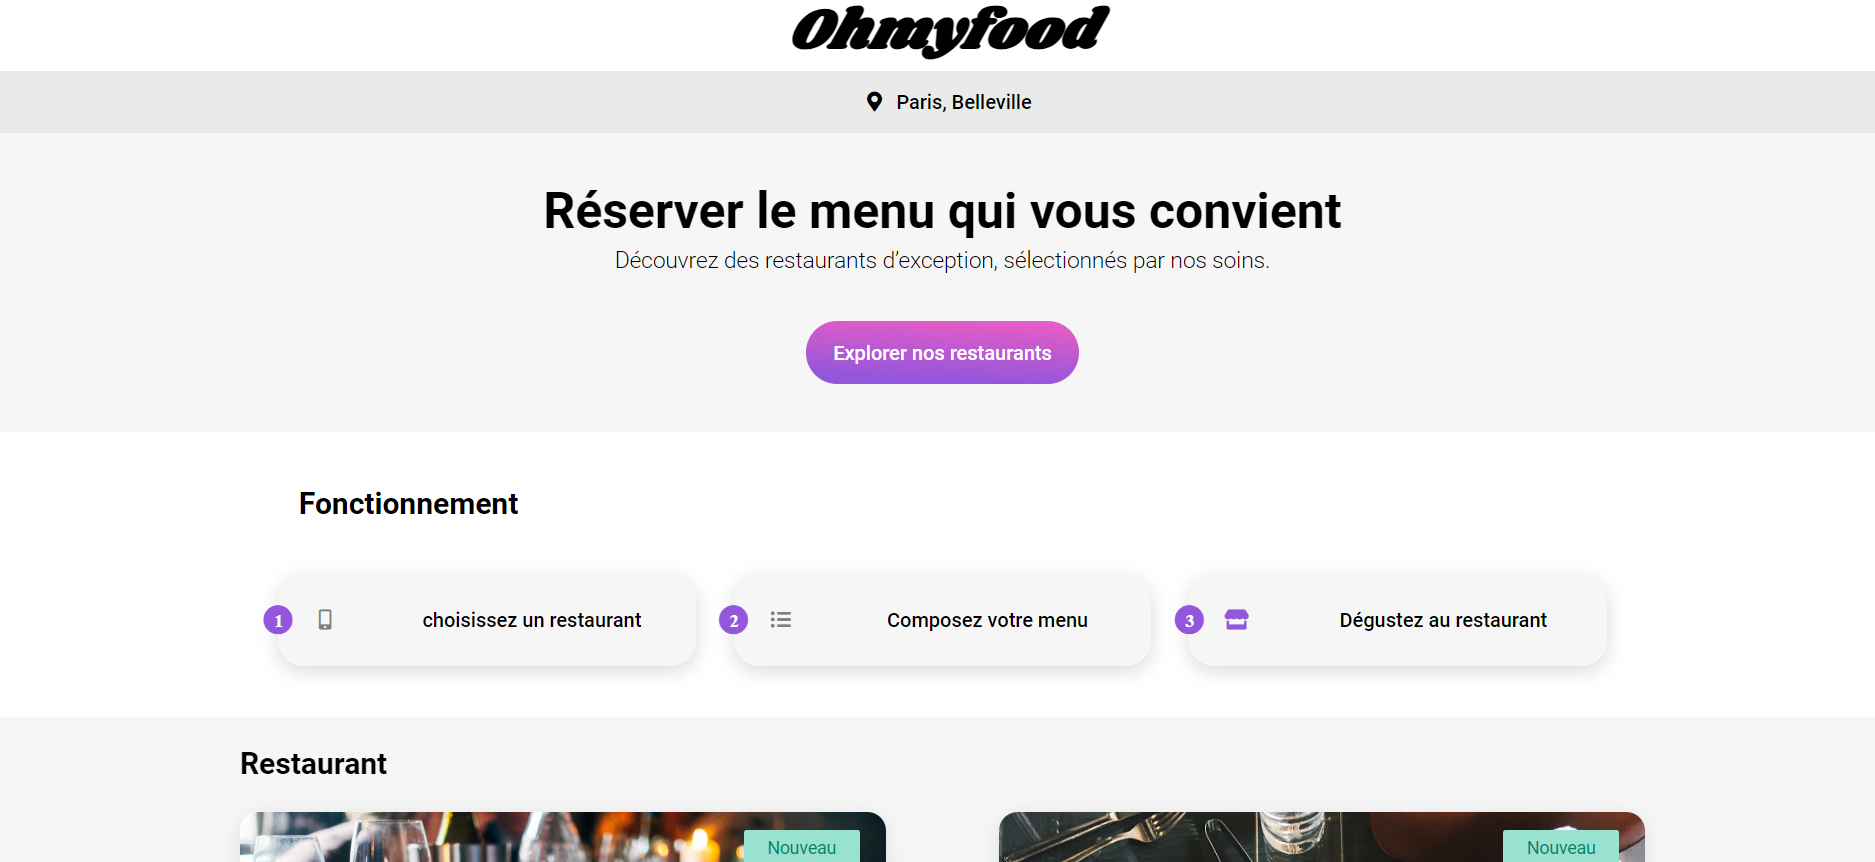 Ohmyfood
Paris, Belleville
Réserver le menu qui vous convient
Découvrez des restaurants d’exception, sélectionnés par nos soins.
Explorer nos restaurants
Fonctionnement
1 choisissez un restaurant
2 Composez votre menu
3 Dégustez au restaurant
Restaurant
Nouveau
Nouveau